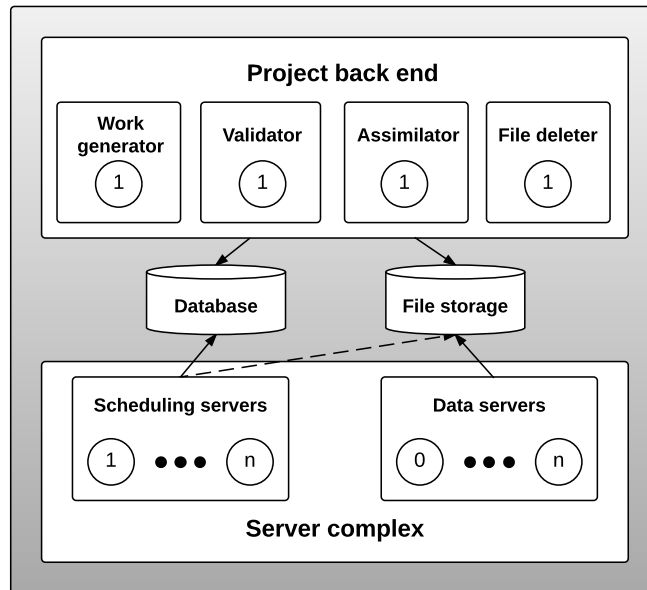 Project back end
Work
generator
1
Validator
1
Assimilator
1
File deleter
1
Database
File storage
Scheduling servers
1
n
Data servers
0
n
Server complex